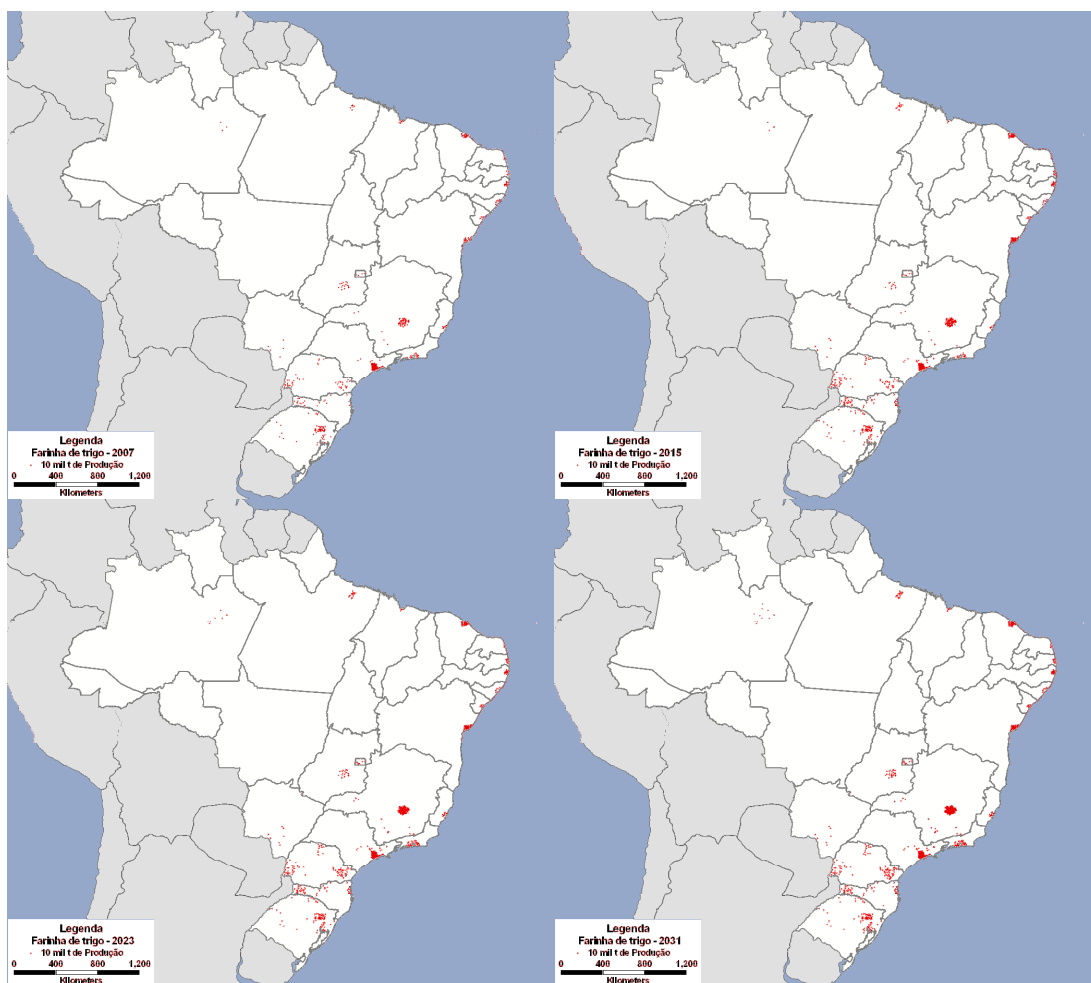 Legenda
Farinha de trigo - 2007
10 mil t de Produção
0 400 800 1,200
Kilometers
Legenda
Farinha de trigo - 2015
10 mil t de Produção
0 400 800 1,200
Kilometers
Legenda
Farinha de trigo - 2023
10 mil t de Produção
0 400 800 1,200
Kilometers
Legenda
Farinha de trigo - 2031
10 mil t de Produção
0 400 800 1,200
Kilometers